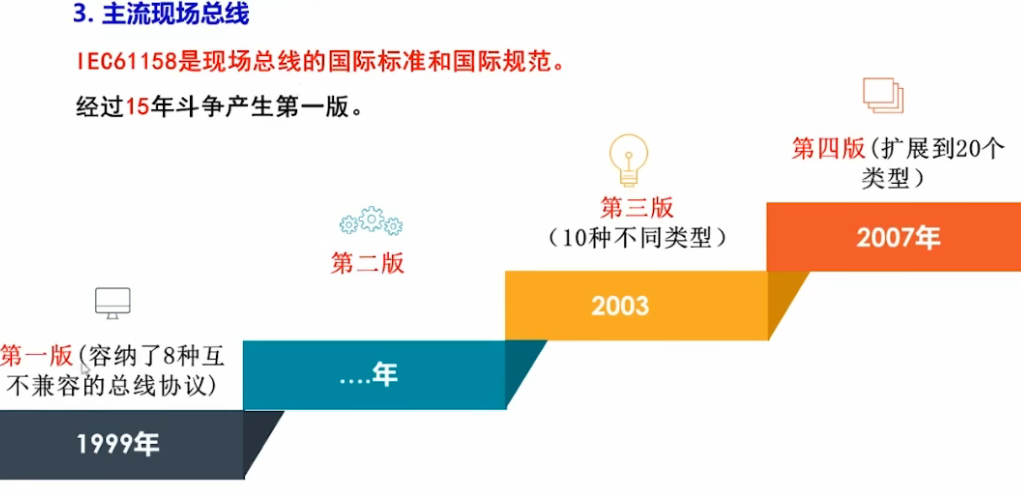 3. 主流现场总线
IEC61158是现场总线的国际标准和国际规范。
经过15年斗争产生第一版。
第一版(容纳了8种互
不兼容的总线协议)
1999年
第二版
....年
第三版
（10种不同类型）
2003
第四版(扩展到20个
类型）
2007年